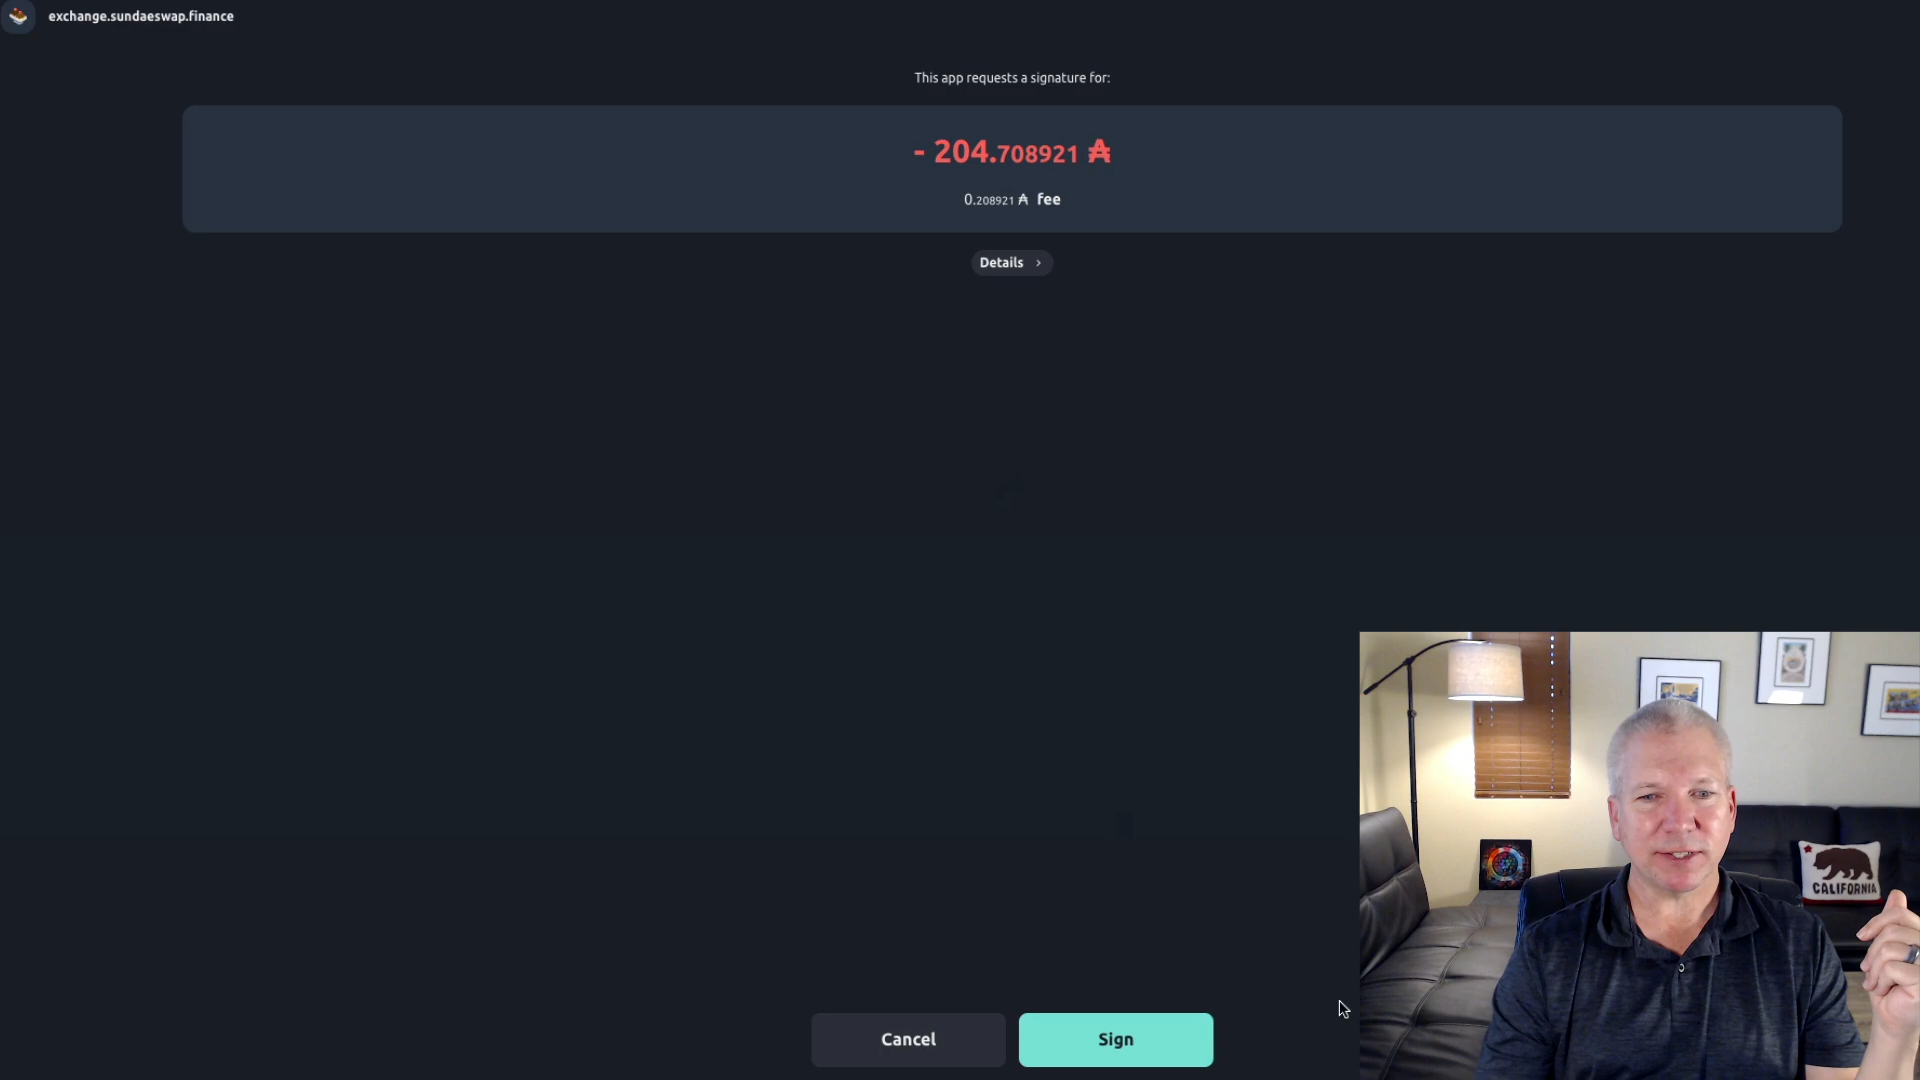 exchange.sundaeswap.finance
This app requests a signature for:
- 204.708921 ₳
0.208921 ₳ fee
Details >
CALIFORNIA
Cancel
Sign